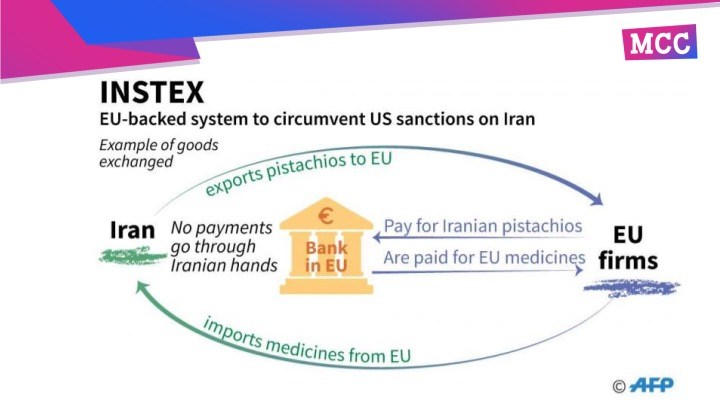 MCC
INSTEX
EU-backed system to circumvent US sanctions on Iran
Example of goods
exchanged
exports pistachios to EU
Iran
No payments
go through
Iranian hands
€
Bank
in EU
Pay for Iranian pistachios
Are paid for EU medicines
EU
firms
imports medicines from EU
© AFP